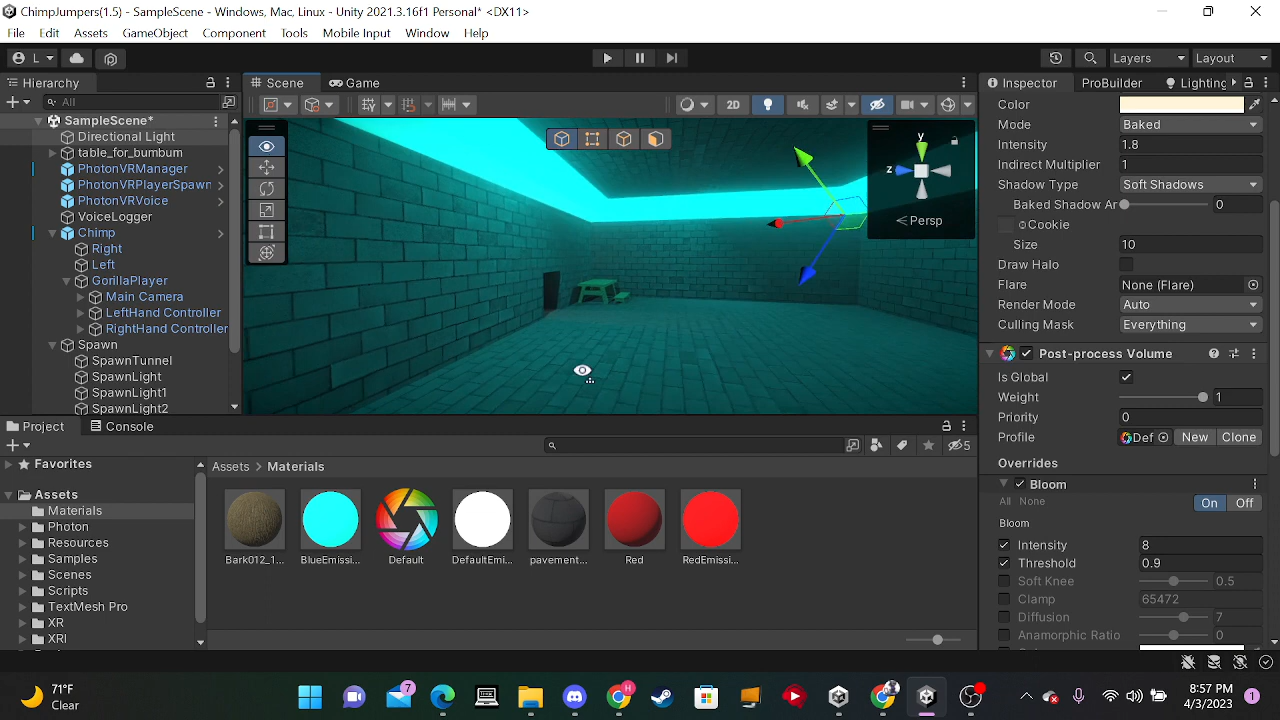 ChimpJumpers(1.5) - SampleScene - Windows, Mac, Linux - Unity 2021.3.16f1 Personal* <DX11>
File Edit Assets GameObject Component Tools Mobile Input Window Help
L Layers Layout
Hierarchy Scene Game Inspector ProBuilder Lighting
All 2D
SampleScene*
Directional Light
table_for_bumbum
PhotonVRManager
PhotonVRPlayerSpawn
PhotonVRVoice
VoiceLogger
Chimp
Right
Left
GorillaPlayer
Main Camera
LeftHand Controller
RightHand Controller
Spawn
SpawnTunnel
SpawnLight
SpawnLight1
SpawnLight2
y
z
Persp
Color
Mode Baked
Intensity 1.8
Indirect Multiplier 1
Shadow Type Soft Shadows
Baked Shadow Ar 0
Cookie
Size 10
Draw Halo
Flare None (Flare)
Render Mode Auto
Culling Mask Everything
Post-process Volume
Is Global
Weight 1
Priority 0
Profile Def New Clone
Overrides
Bloom
All None On Off
Bloom
Intensity 8
Threshold 0.9
Soft Knee 0.5
Clamp 65472
Diffusion 7
Anamorphic Ratio 0
Project Console
5
Favorites
Assets
Materials
Photon
Resources
Samples
Scenes
Scripts
TextMesh Pro
XR
XRI
Assets > Materials
Bark012_1... BlueEmissi... Default DefaultEmi... pavement... Red RedEmissi...
71°F
Clear
7
H
8:57 PM
4/3/2023
1